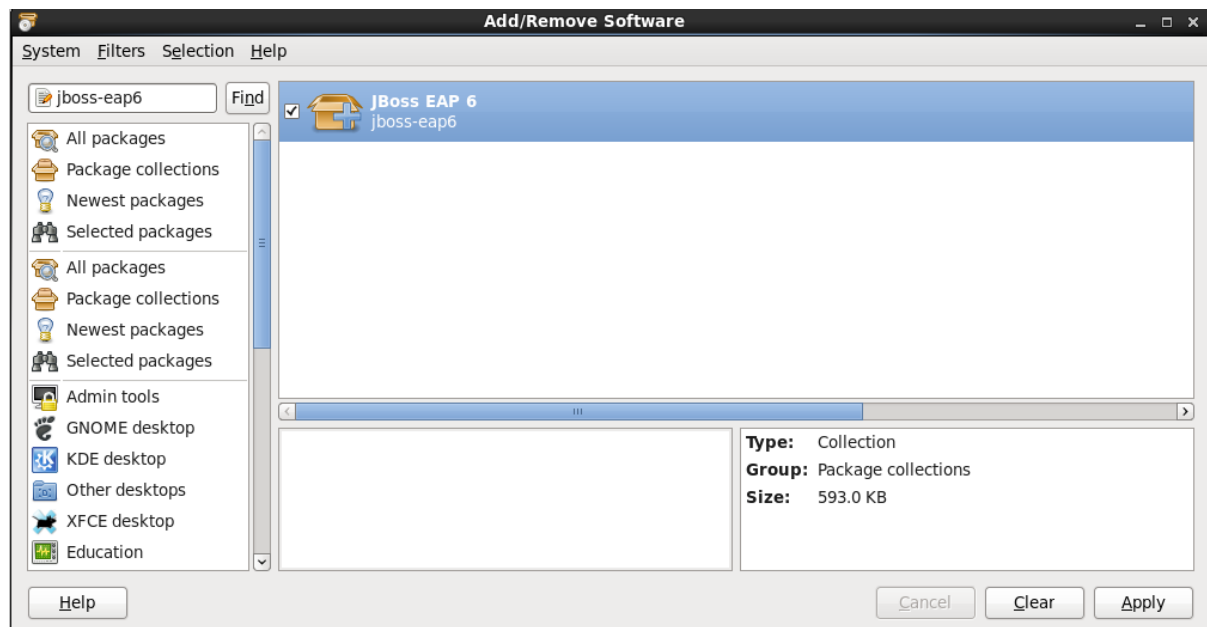 Add/Remove Software
System Filters Selection Help
jboss-eap6
Find
All packages
Package collections
Newest packages
Selected packages
All packages
Package collections
Newest packages
Selected packages
Admin tools
GNOME desktop
KDE desktop
Other desktops
XFCE desktop
Education
JBoss EAP 6
jboss-eap6
Type: Collection
Group: Package collections
Size: 593.0 KB
Help
Cancel
Clear
Apply